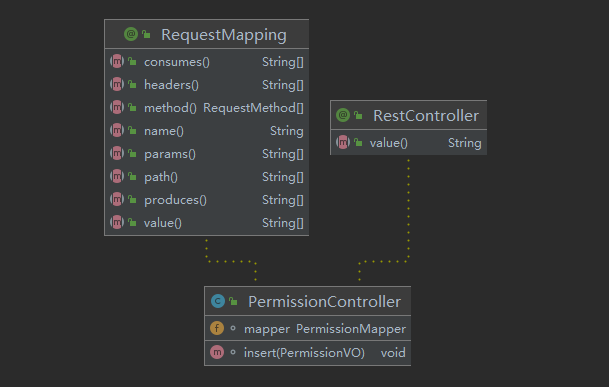 RequestMapping
consumes() String[]
headers() String[]
method() RequestMethod[]
name() String
params() String[]
path() String[]
produces() String[]
value() String[]
RestController
value() String
PermissionController
mapper PermissionMapper
insert(PermissionVO) void